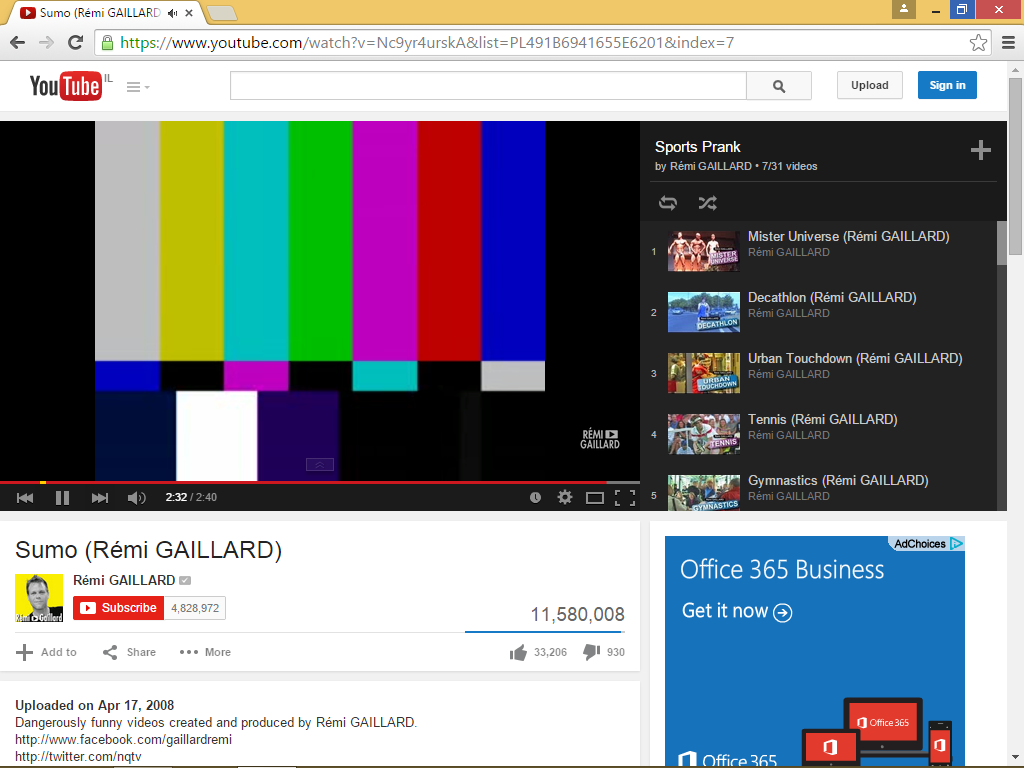 Sumo (Rémi GAILLARD)
https://www.youtube.com/watch?v=Nc9yr4urskA&list=PL491B6941655E6201&index=7
YouTube IL
Upload
Sign in
RÉMI
GAILLARD
2:32 / 2:40
Sports Prank
by Rémi GAILLARD • 7/31 videos
1
MISTER
UNIVERSE
Mister Universe (Rémi GAILLARD)
Rémi GAILLARD
2
DECATHLON
Decathlon (Rémi GAILLARD)
Rémi GAILLARD
3
URBAN
TOUCHDOWN
Urban Touchdown (Rémi GAILLARD)
Rémi GAILLARD
4
TENNIS
Tennis (Rémi GAILLARD)
Rémi GAILLARD
5
GYMNASTICS
Gymnastics (Rémi GAILLARD)
Rémi GAILLARD
Sumo (Rémi GAILLARD)
Rémi Gaillard
Rémi GAILLARD
Subscribe 4,828,972
11,580,008
Add to Share More
33,206 930
Uploaded on Apr 17, 2008
Dangerously funny videos created and produced by Rémi GAILLARD.
http://www.facebook.com/gaillardremi
http://twitter.com/nqtv
AdChoices
Office 365 Business
Get it now
Office 365
Office 365